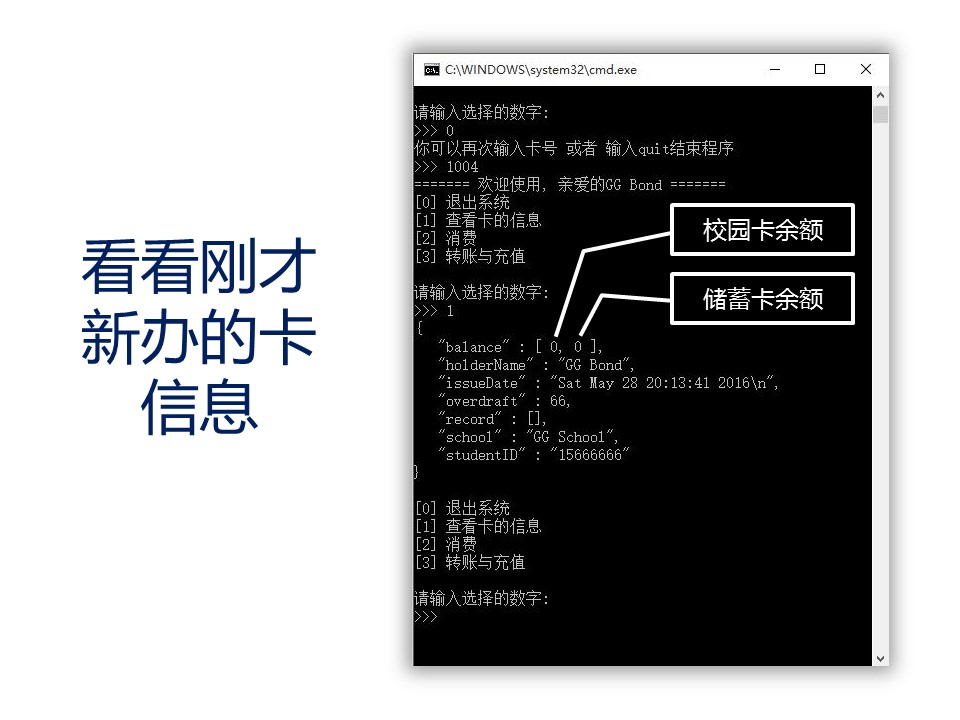 看看刚才
新办的卡
信息
C:\WINDOWS\system32\cmd.exe
请输入选择的数字:
>>> 0
你可以再次输入卡号 或者 输入quit结束程序
>>> 1004
======= 欢迎使用, 亲爱的GG Bond =======
[0] 退出系统
[1] 查看卡的信息
[2] 消费
[3] 转账与充值
校园卡余额
储蓄卡余额
请输入选择的数字:
>>> 1
{
"balance" : [ 0, 0 ],
"holderName" : "GG Bond",
"issueDate" : "Sat May 28 20:13:41 2016\n",
"overdraft" : 66,
"record" : [],
"school" : "GG School",
"studentID" : "15666666"
}
[0] 退出系统
[1] 查看卡的信息
[2] 消费
[3] 转账与充值
请输入选择的数字:
>>>